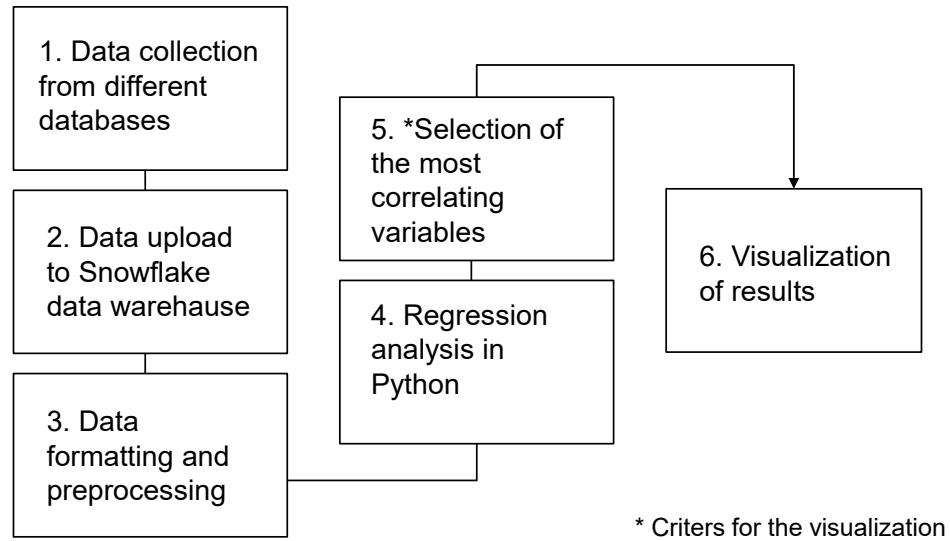 1. Data collection
from different
databases
2. Data upload
to Snowflake
data warehause
3. Data
formatting and
preprocessing
4. Regression
analysis in
Python
5. *Selection of
the most
correlating
variables
6. Visualization
of results
* Criters for the visualization